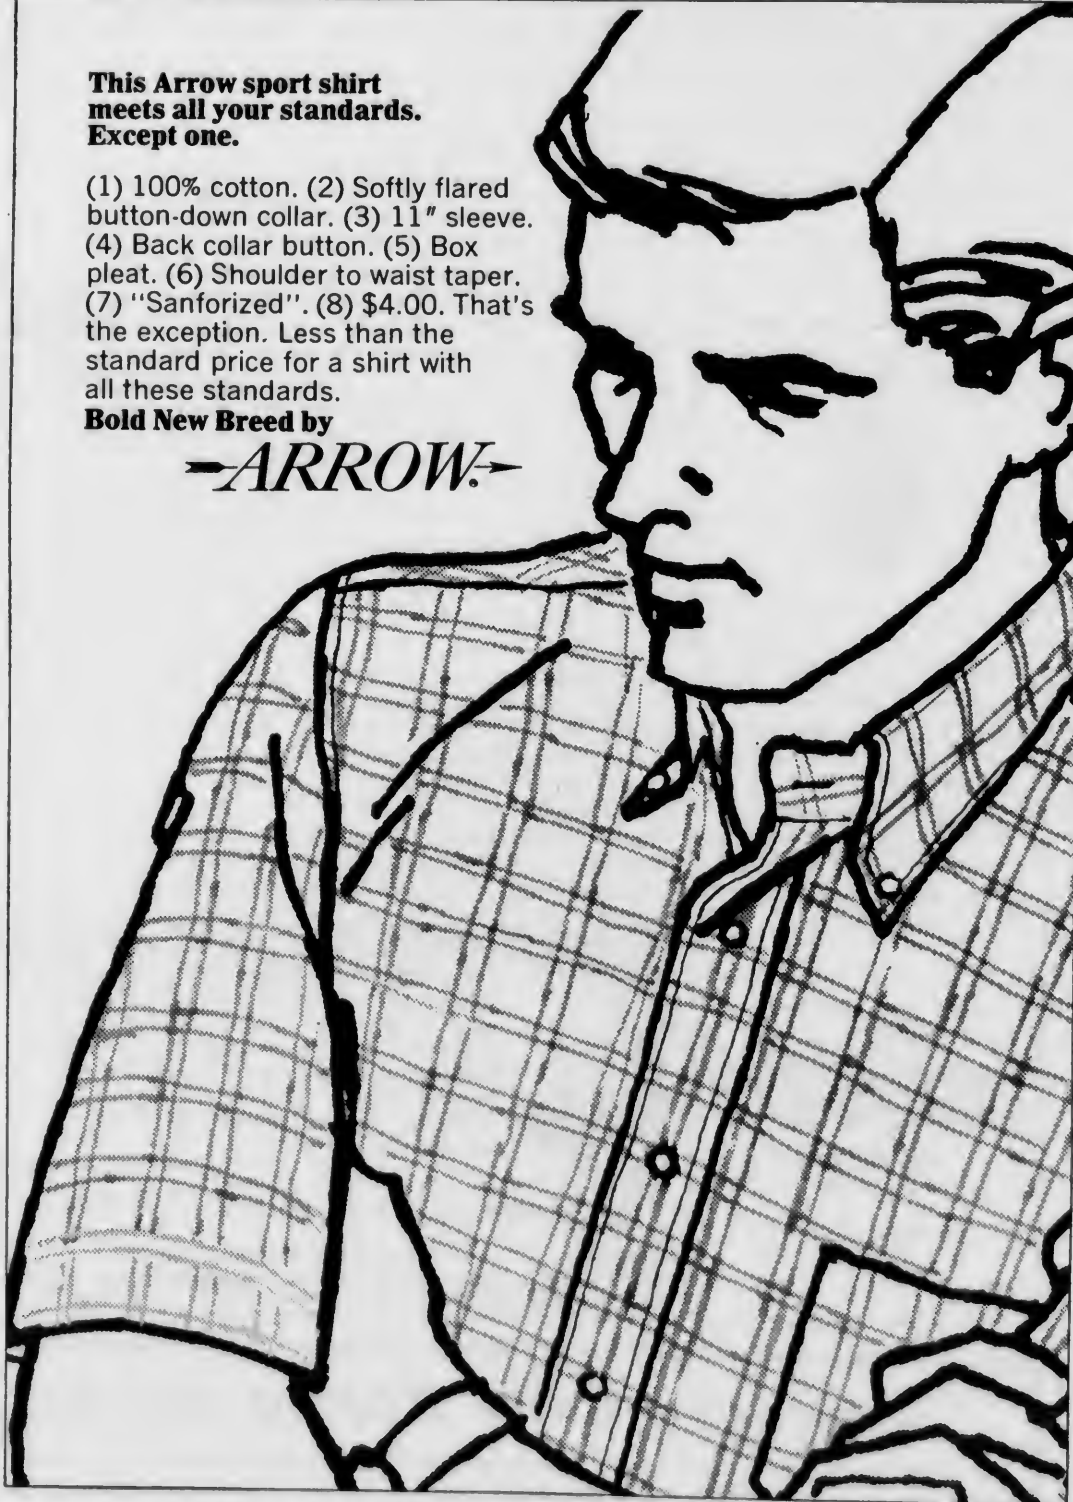 This Arrow sport shirt
meets all your standards.
Except one.
(1) 100% cotton. (2) Softly flared
button-down collar. (3) 11" sleeve.
(4) Back collar button. (5) Box
pleat. (6) Shoulder to waist taper.
(7) "Sanforized". (8) $4.00. That's
the exception. Less than the
standard price for a shirt with
all these standards.
Bold New Breed by
ARROW.